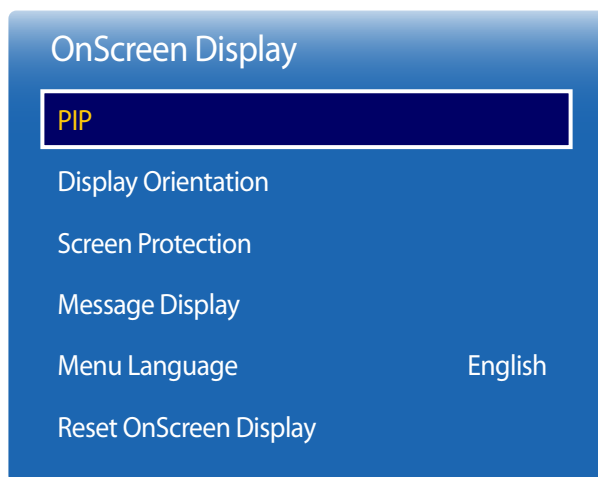 OnScreen Display
PIP
Display Orientation
Screen Protection
Message Display
Menu Language English
Reset OnScreen Display